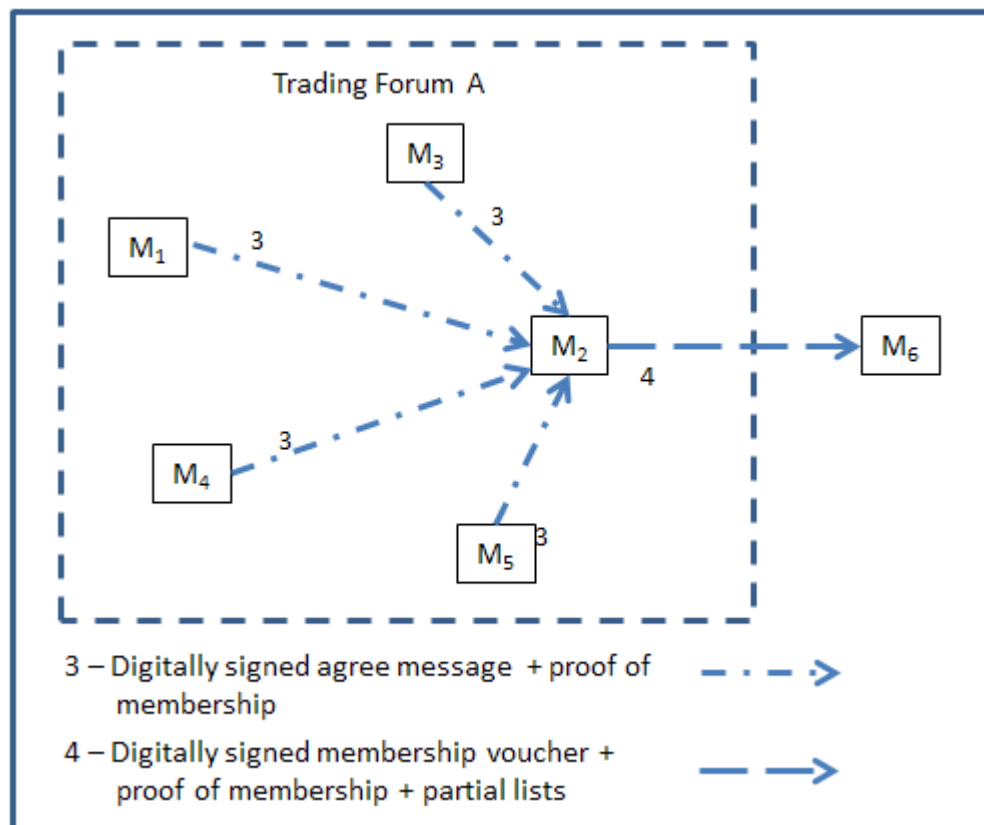 Trading Forum A
M₃
3
M₁
3
M₂
M₆
4
3
M₄
M₅
3
3 – Digitally signed agree message + proof of
membership
4 – Digitally signed membership voucher +
proof of membership + partial lists